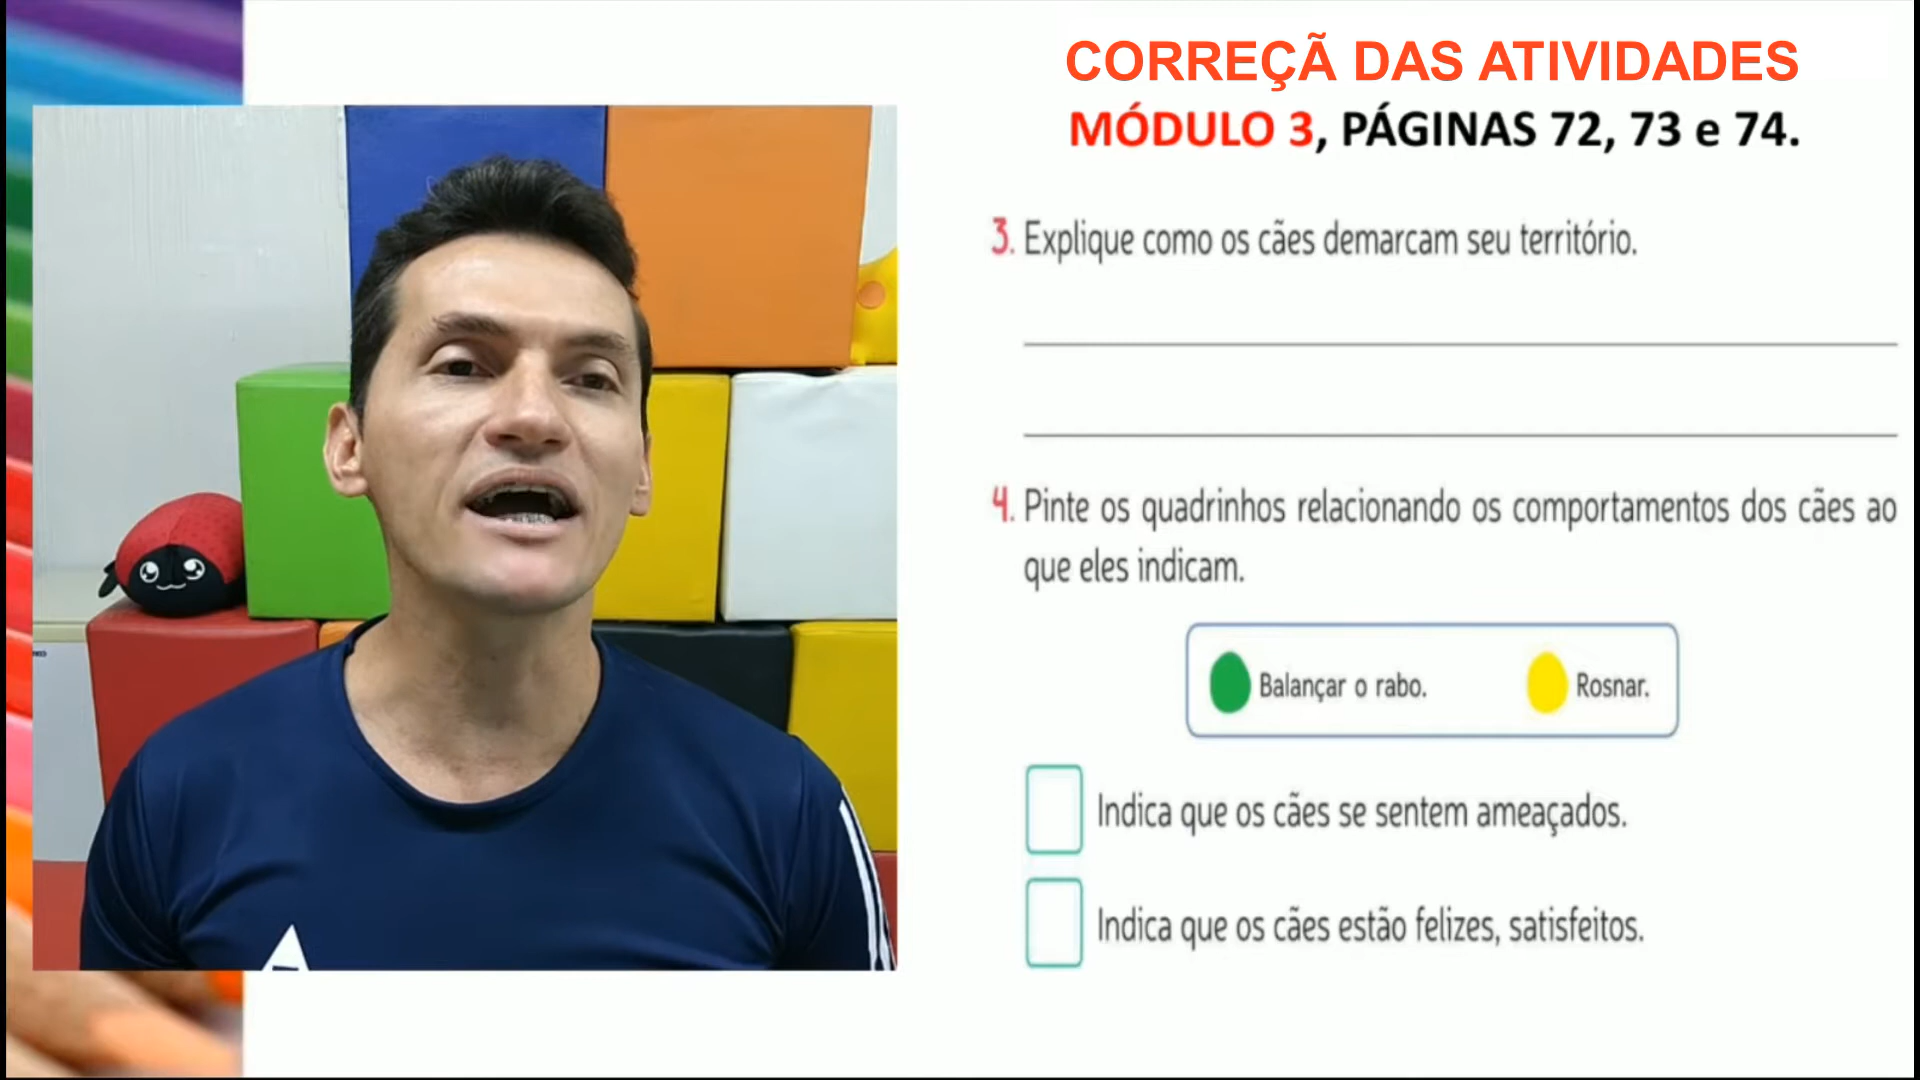 CORREÇÃ DAS ATIVIDADES
MÓDULO 3, PÁGINAS 72, 73 e 74.
3. Explique como os cães demarcam seu território.
4. Pinte os quadrinhos relacionando os comportamentos dos cães ao
que eles indicam.
Balançar o rabo. Rosnar.
Indica que os cães se sentem ameaçados.
Indica que os cães estão felizes, satisfeitos.